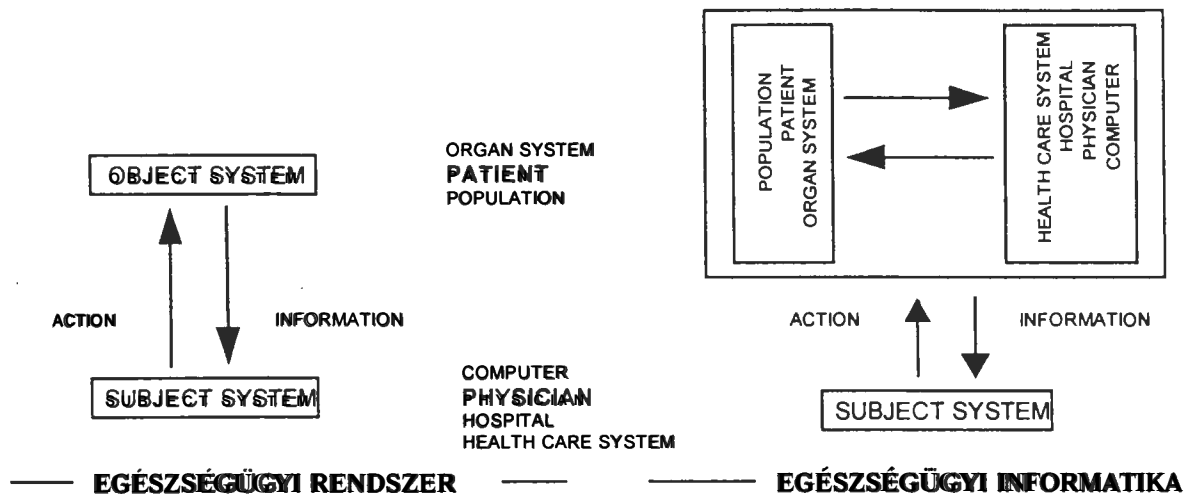 OBJECT SYSTEM
ACTION
INFORMATION
SUBJECT SYSTEM
ORGAN SYSTEM
PATIENT
POPULATION
COMPUTER
PHYSICIAN
HOSPITAL
HEALTH CARE SYSTEM
EGÉSZSÉGÜGYI RENDSZER
POPULATION
PATIENT
ORGAN SYSTEM
HEALTH CARE SYSTEM
HOSPITAL
PHYSICIAN
COMPUTER
ACTION
INFORMATION
SUBJECT SYSTEM
EGÉSZSÉGÜGYI INFORMATIKA